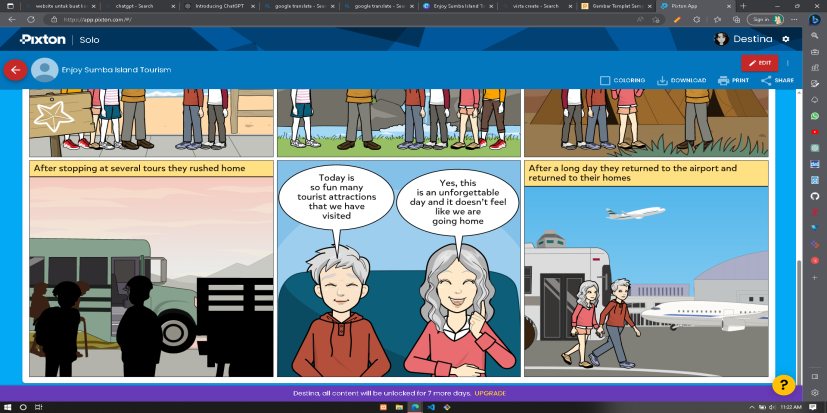 website untuk buat k
chatgpt - Search
Introducing ChatGPT
google translate - Sea
google translate - Sea
Enjoy Sumba Island T
virte create - Search
Gambar Templat Sam
Pixton App
https://app.pixton.com/#/
Sign in
Pixton
Solo
Destina
Enjoy Sumba Island Tourism
EDIT
COLORING
DOWNLOAD
PRINT
SHARE
After stopping at several tours they rushed home
Today is
so fun many
tourist attractions
that we have
visited
Yes, this
is an unforgettable
day and it doesn't feel
like we are
going home
After a long day they returned to the airport and
returned to their homes
?
Destina, all content will be unlocked for 7 more days. UPGRADE
11:22 AM